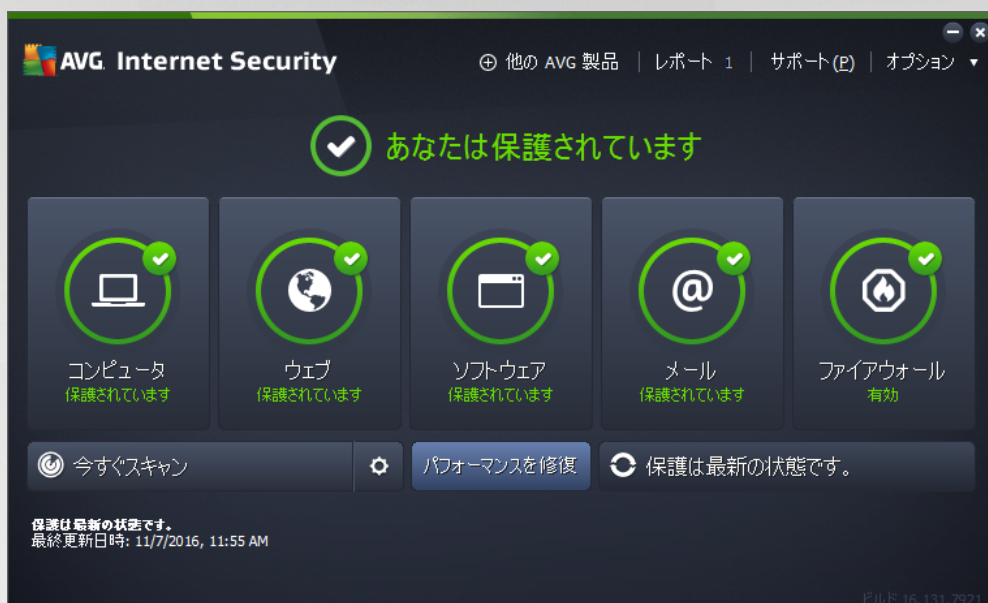 AVG Internet Security
他の AVG 製品 | レポート 1 | サポート(P) | オプション
あなたは保護されています
コンピュータ
保護されています
ウェブ
保護されています
ソフトウェア
保護されています
メール
保護されています
ファイアウォール
有効
今すぐスキャン
パフォーマンスを修復
保護は最新の状態です。
保護は最新の状態です。
最終更新日時: 11/7/2016, 11:55 AM
ビルド 16.131.7921